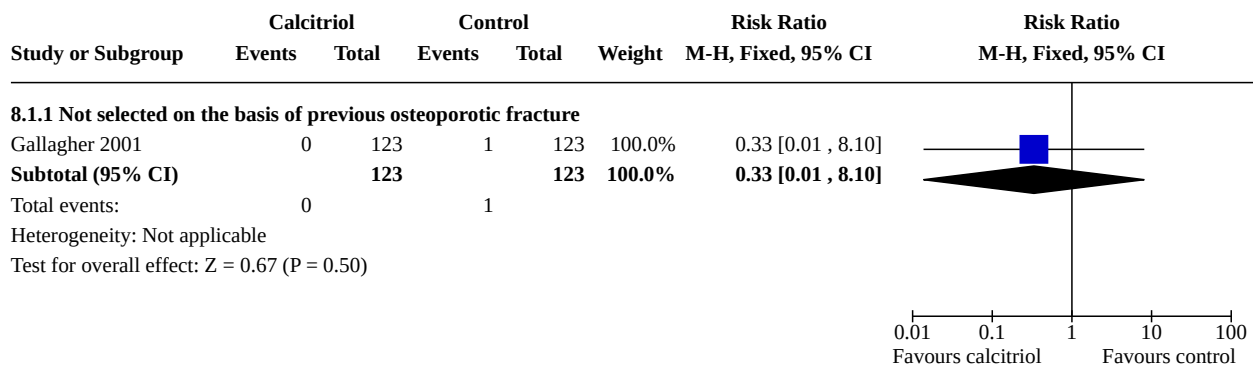 Calcitriol Control Risk Ratio Risk Ratio
Study or Subgroup Events Total Events Total Weight M-H, Fixed, 95% CI M-H, Fixed, 95% CI
8.1.1 Not selected on the basis of previous osteoporotic fracture
Gallagher 2001 0 123 1 123 100.0% 0.33 [0.01 , 8.10]
Subtotal (95% CI) 123 123 100.0% 0.33 [0.01 , 8.10]
Total events: 0 1
Heterogeneity: Not applicable
Test for overall effect: Z = 0.67 (P = 0.50)
0.01 0.1 1 10 100
Favours calcitriol Favours control